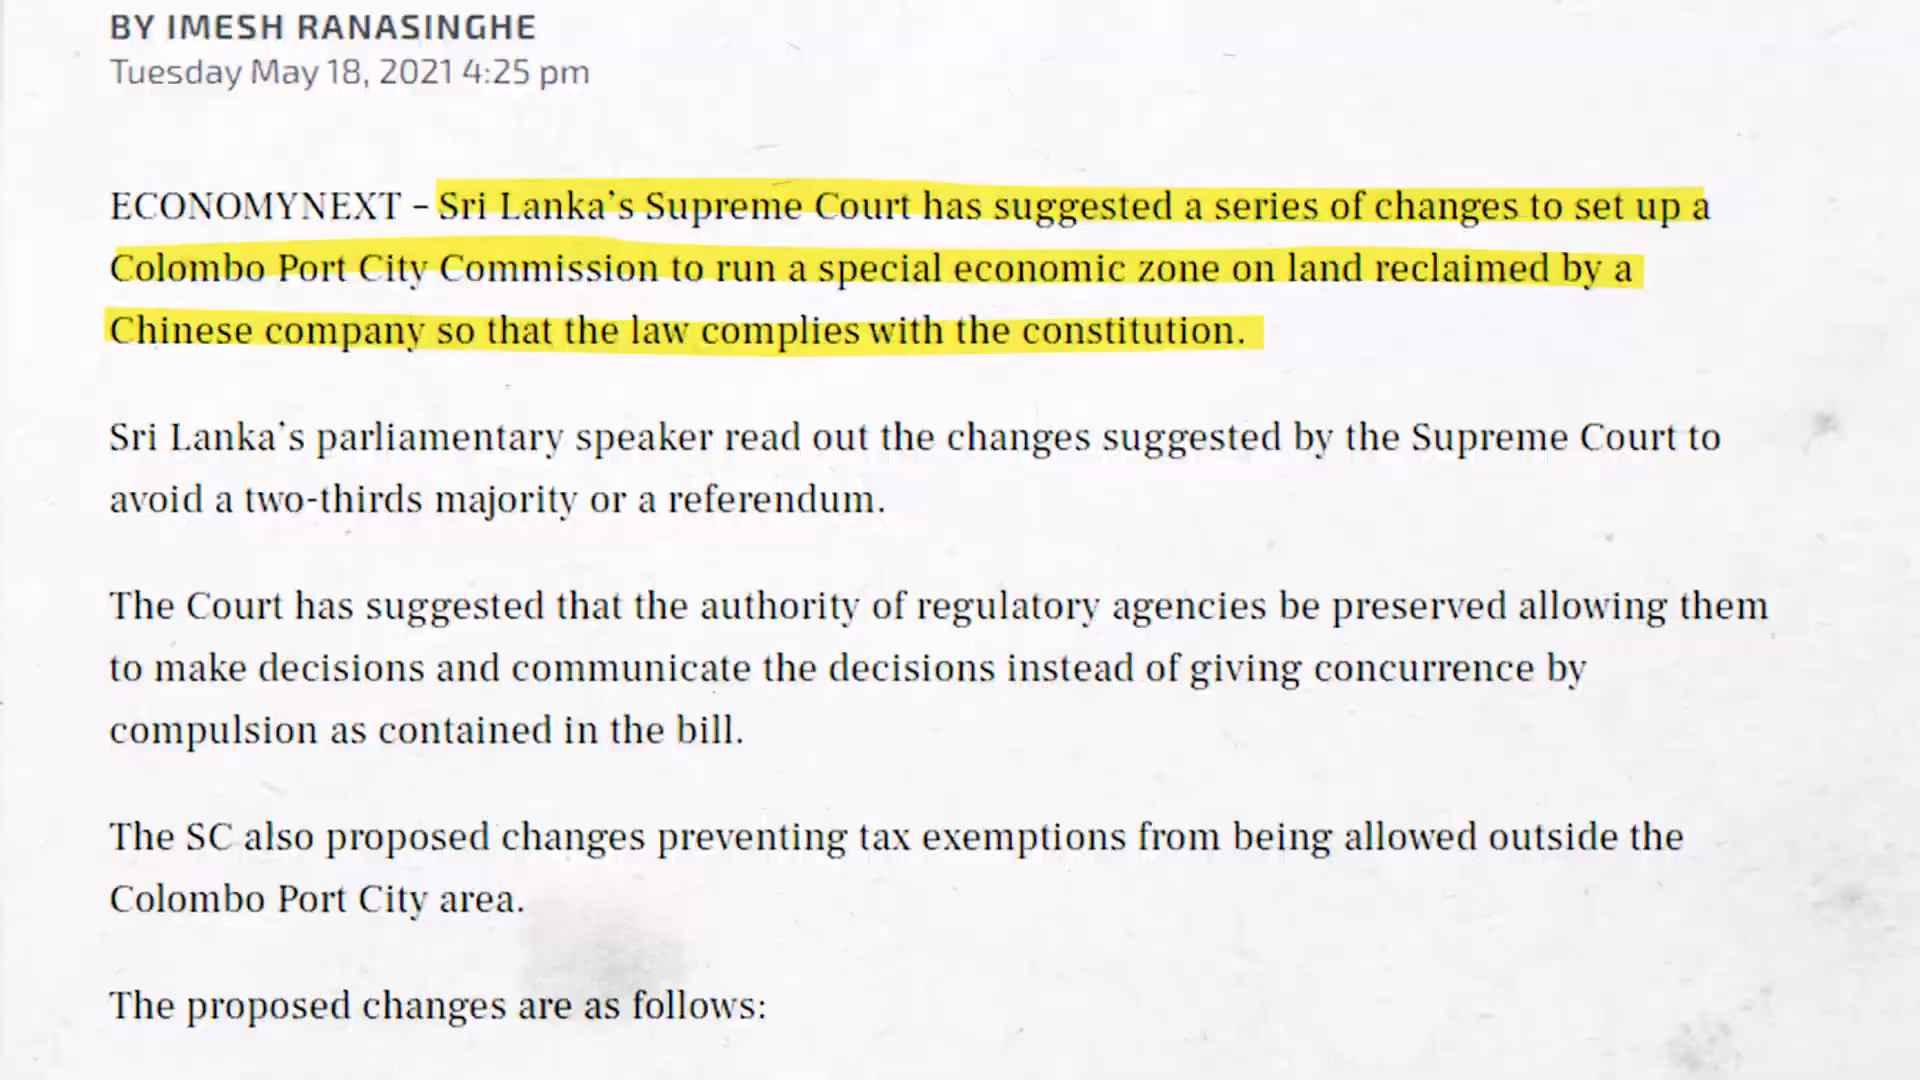 BY IMESH RANASINGHE
Tuesday May 18, 2021 4:25 pm
ECONOMYNEXT – Sri Lanka’s Supreme Court has suggested a series of changes to set up a
Colombo Port City Commission to run a special economic zone on land reclaimed by a
Chinese company so that the law complies with the constitution.
Sri Lanka’s parliamentary speaker read out the changes suggested by the Supreme Court to
avoid a two-thirds majority or a referendum.
The Court has suggested that the authority of regulatory agencies be preserved allowing them
to make decisions and communicate the decisions instead of giving concurrence by
compulsion as contained in the bill.
The SC also proposed changes preventing tax exemptions from being allowed outside the
Colombo Port City area.
The proposed changes are as follows: